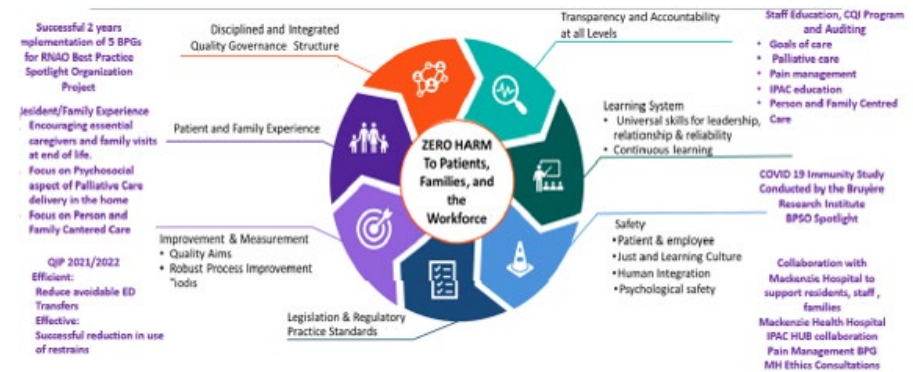 Successful 2 years
mplementation of 5 BPGs
for RNAO Best Practice
Spotlight Organization
Project
esident/Family Experience
Encouraging essential
caregivers and family visits
at end of life.
Focus on Psychosocial
aspect of Palliative Care
delivery in the home
Focus on Person and
Family Cantered Care
QIP 2021/2022
Efficient:
Reduce avoidable ED
Transfers
Effective:
Successful reduction in use
of restrains
Disciplined and Integrated
Quality Governance Structure
Patient and Family Experience
Improvement & Measurement
• Quality Aims
• Robust Process Improvement
Legislation & Regulatory
Practice Standards
ZERO HARM
To Patients,
Families, and
the
Workforce
Transparency and Accountability
at all Levels
Learning System
• Universal skills for leadership,
relationship & reliability
• Continuous learning
Safety
• Patient & employee
• Just and Learning Culture
• Human Integration
• Psychological safety
Staff Education, CQI Program
and Auditing
• Goals of care
• Palliative care
• Pain management
• IPAC education
• Person and Family Centred
Care
COVID 19 Immunity Study
Conducted by the Bruyère
Research Institute
BPSO Spotlight
Collaboration with
Mackenzie Hospital to
support residents, staff ,
families
Mackenzie Health Hospital
IPAC HUB collaboration
Pain Management BPG
MH Ethics Consultations